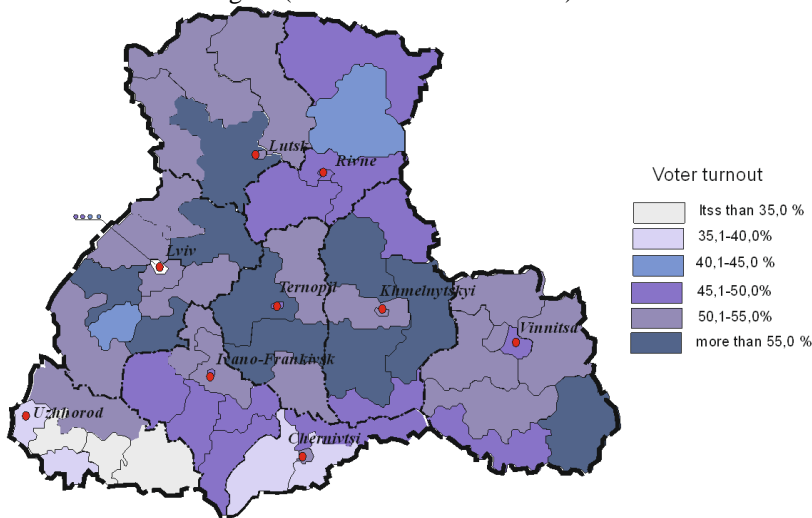 Lutsk
Rivne
Lviv
Ternopil
Khmelnytskyi
Vinnitsa
Ivano-Frankivsk
Uzhhorod
Chernivtsi
Voter turnout
Itss than 35,0 %
35,1-40,0%
40,1-45,0 %
45,1-50,0%
50,1-55,0%
more than 55,0 %